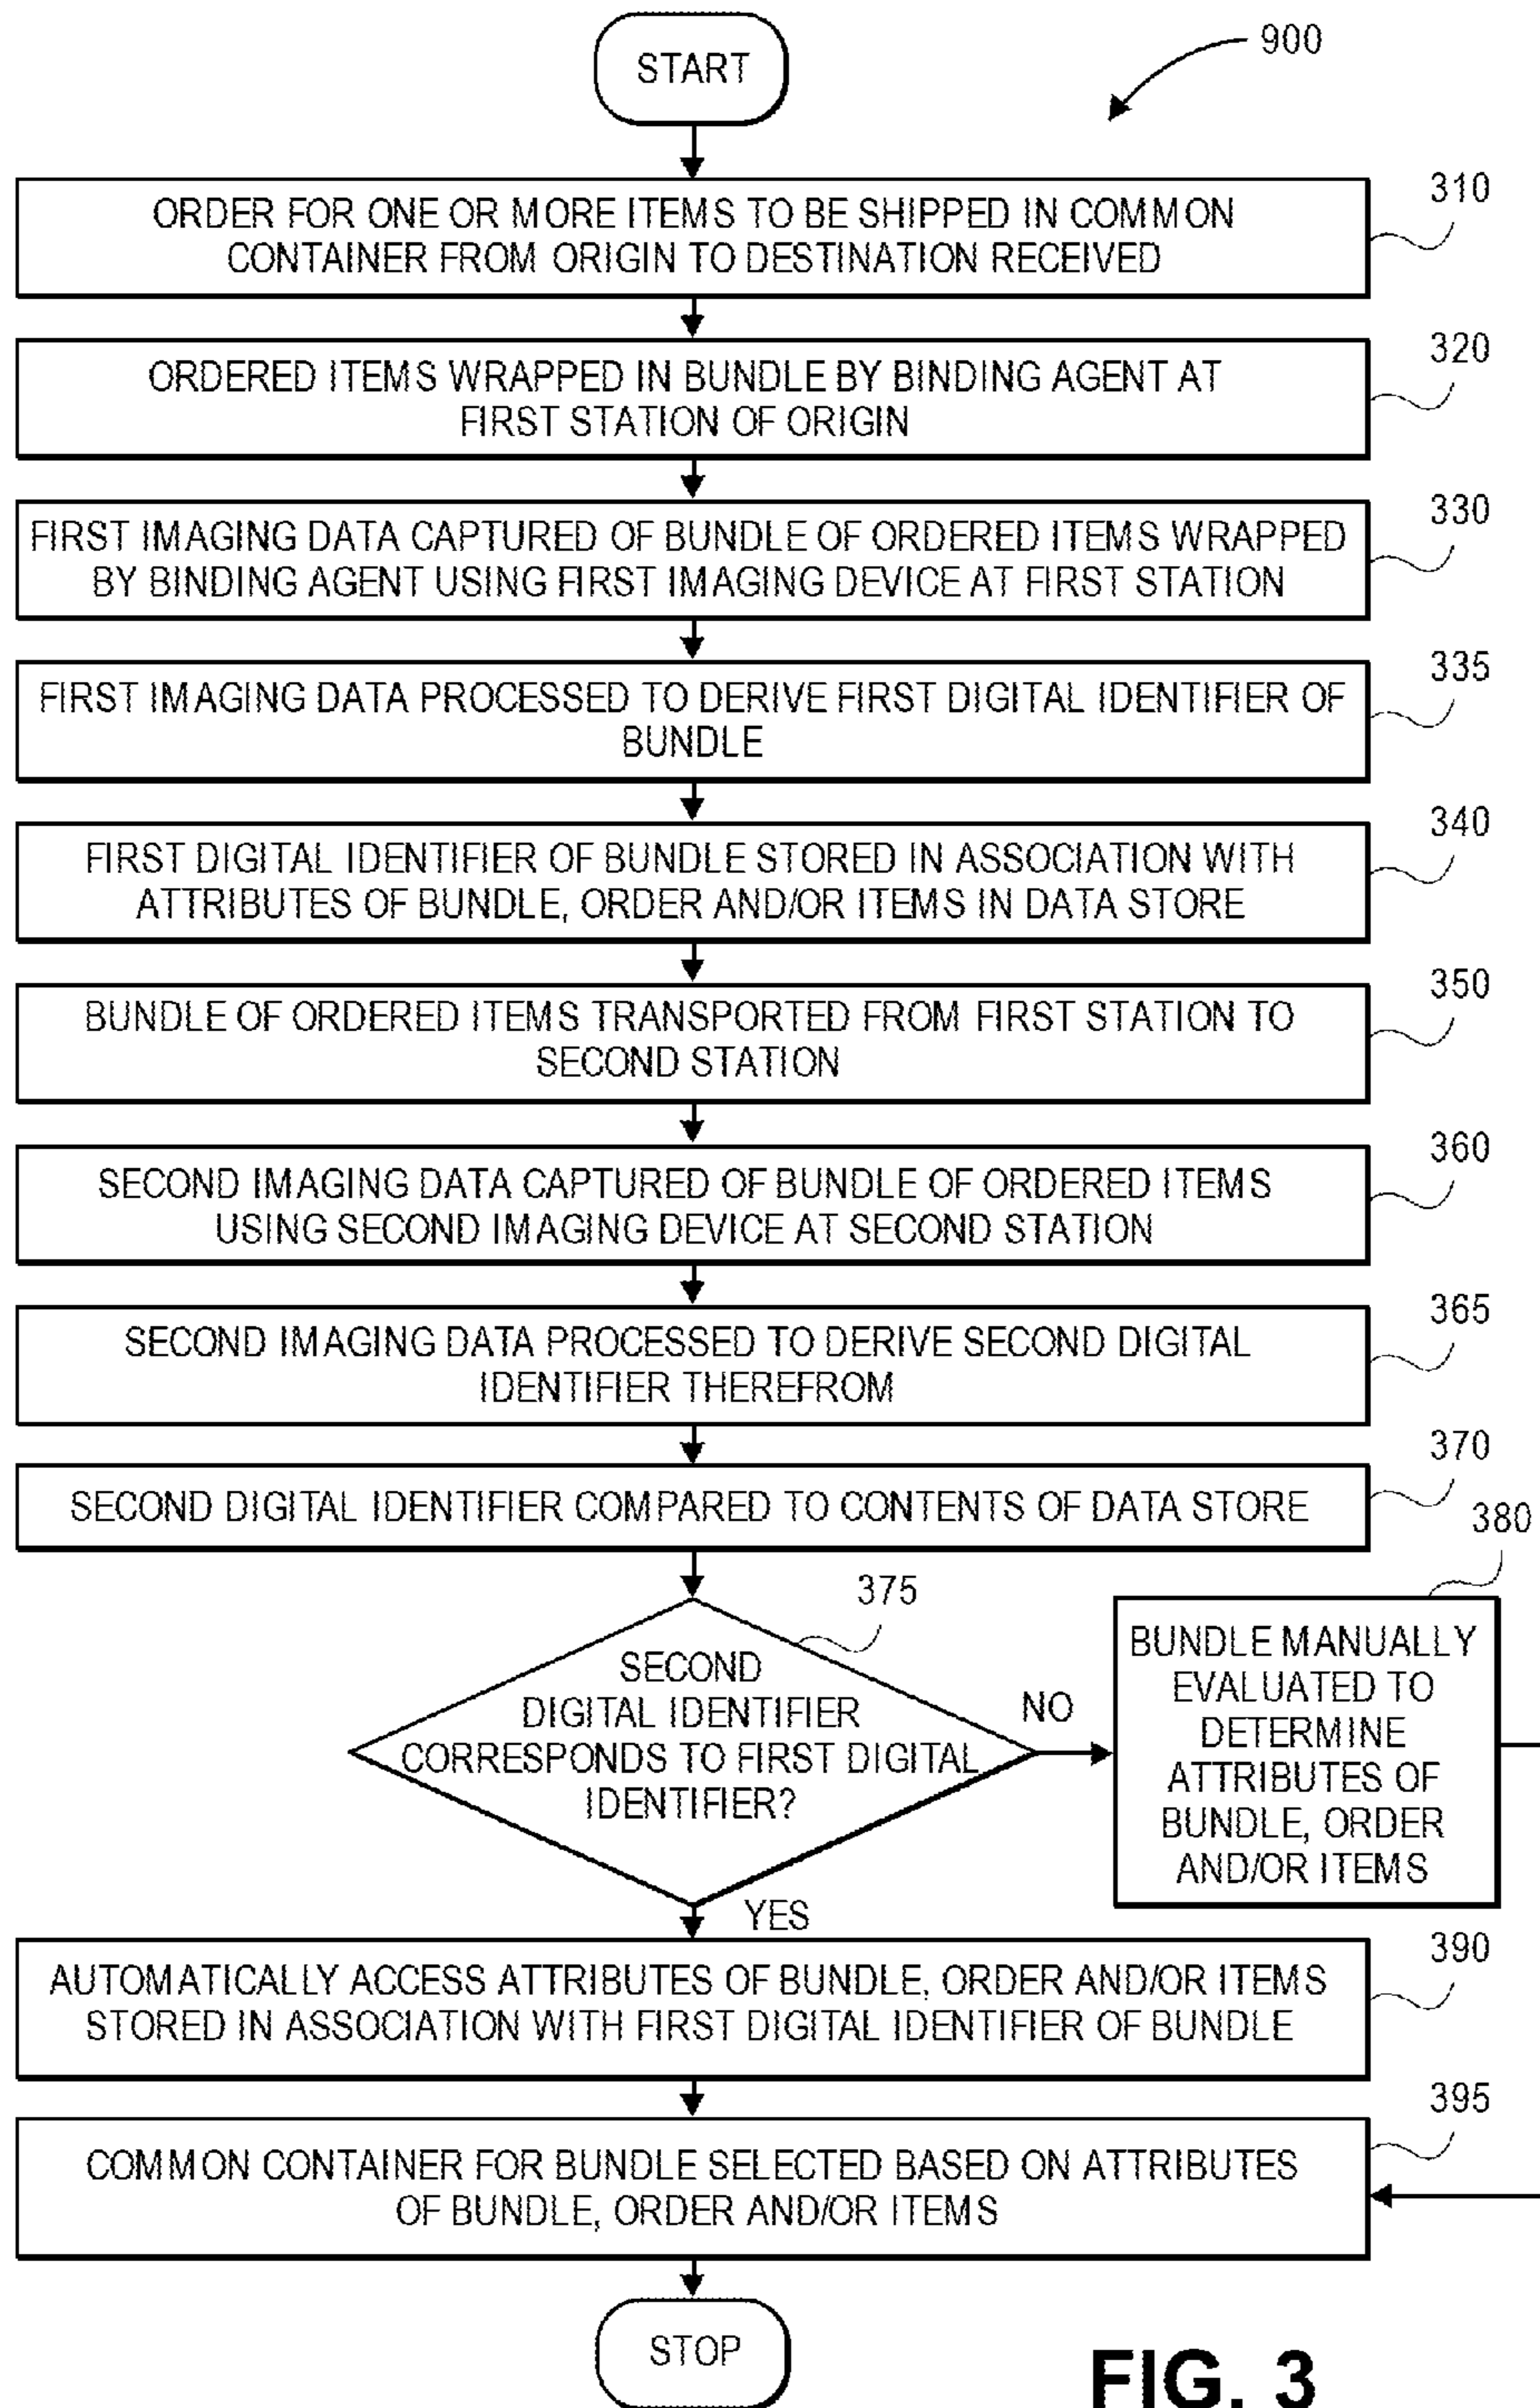 START
900
310
ORDER FOR ONE OR MORE ITEMS TO BE SHIPPED IN COMMON
CONTAINER FROM ORIGIN TO DESTINATION RECEIVED
320
ORDERED ITEMS WRAPPED IN BUNDLE BY BINDING AGENT AT
FIRST STATION OF ORIGIN
330
FIRST IMAGING DATA CAPTURED OF BUNDLE OF ORDERED ITEMS WRAPPED
BY BINDING AGENT USING FIRST IMAGING DEVICE AT FIRST STATION
335
FIRST IMAGING DATA PROCESSED TO DERIVE FIRST DIGITAL IDENTIFIER OF
BUNDLE
340
FIRST DIGITAL IDENTIFIER OF BUNDLE STORED IN ASSOCIATION WITH
ATTRIBUTES OF BUNDLE, ORDER AND/OR ITEMS IN DATA STORE
350
BUNDLE OF ORDERED ITEMS TRANSPORTED FROM FIRST STATION TO
SECOND STATION
360
SECOND IMAGING DATA CAPTURED OF BUNDLE OF ORDERED ITEMS
USING SECOND IMAGING DEVICE AT SECOND STATION
365
SECOND IMAGING DATA PROCESSED TO DERIVE SECOND DIGITAL
IDENTIFIER THEREFROM
370
SECOND DIGITAL IDENTIFIER COMPARED TO CONTENTS OF DATA STORE
375
SECOND
DIGITAL IDENTIFIER
CORRESPONDS TO FIRST DIGITAL
IDENTIFIER?
NO
380
BUNDLE MANUALLY
EVALUATED TO
DETERMINE
ATTRIBUTES OF
BUNDLE, ORDER
AND/OR ITEMS
YES
390
AUTOMATICALLY ACCESS ATTRIBUTES OF BUNDLE, ORDER AND/OR ITEMS
STORED IN ASSOCIATION WITH FIRST DIGITAL IDENTIFIER OF BUNDLE
395
COMMON CONTAINER FOR BUNDLE SELECTED BASED ON ATTRIBUTES
OF BUNDLE, ORDER AND/OR ITEMS
STOP
FIG. 3